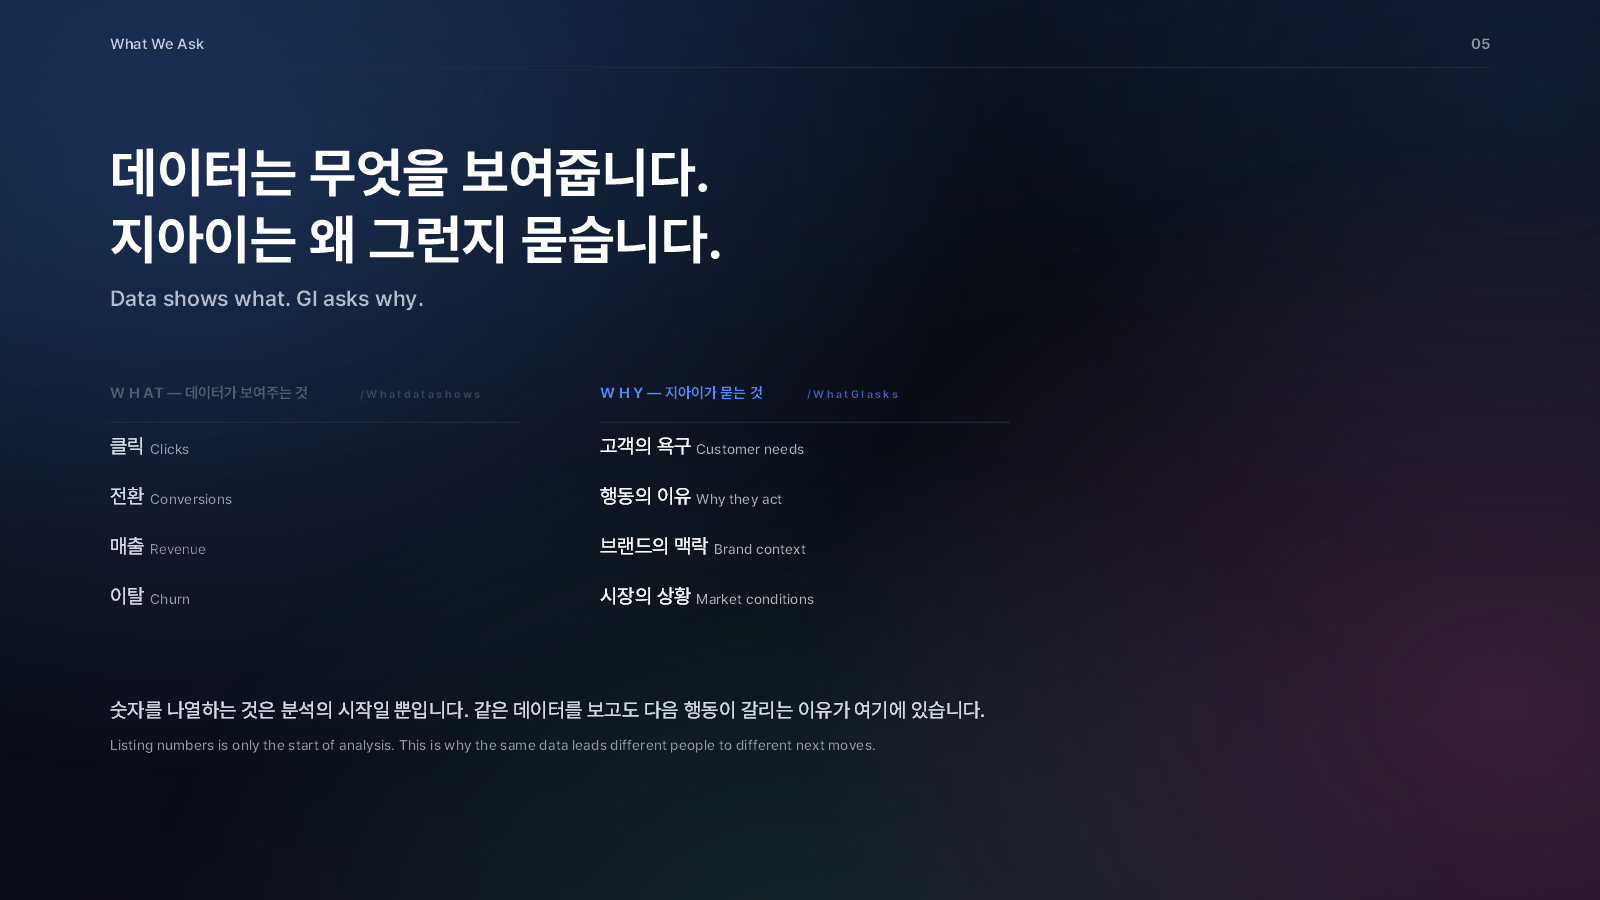 What We Ask
05
데이터는 무엇을 보여줍니다.
지아이는 왜 그런지 묻습니다.
Data shows what. GI asks why.
WHAT — 데이터가 보여주는 것 /Whatdatashows
WHY — 지아이가 묻는 것 /WhatGIasks
클릭 Clicks
고객의 욕구 Customer needs
전환 Conversions
행동의 이유 Why they act
매출 Revenue
브랜드의 맥락 Brand context
이탈 Churn
시장의 상황 Market conditions
숫자를 나열하는 것은 분석의 시작일 뿐입니다. 같은 데이터를 보고도 다음 행동이 갈리는 이유가 여기에 있습니다.
Listing numbers is only the start of analysis. This is why the same data leads different people to different next moves.